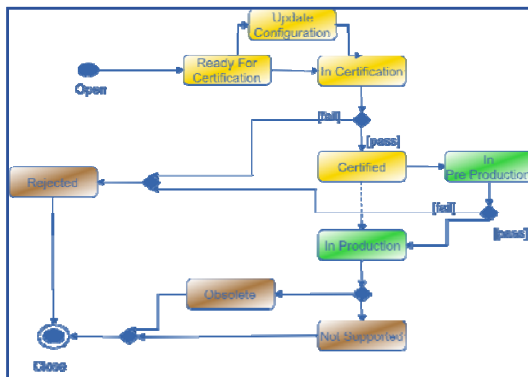 Update
Configuration
Ready For
Certification
In Certification
Open
[fail]
[pass]
Certified
In
Pre Production
Rejected
[fail]
[pass]
In Production
Obsolete
Not Supported
Close